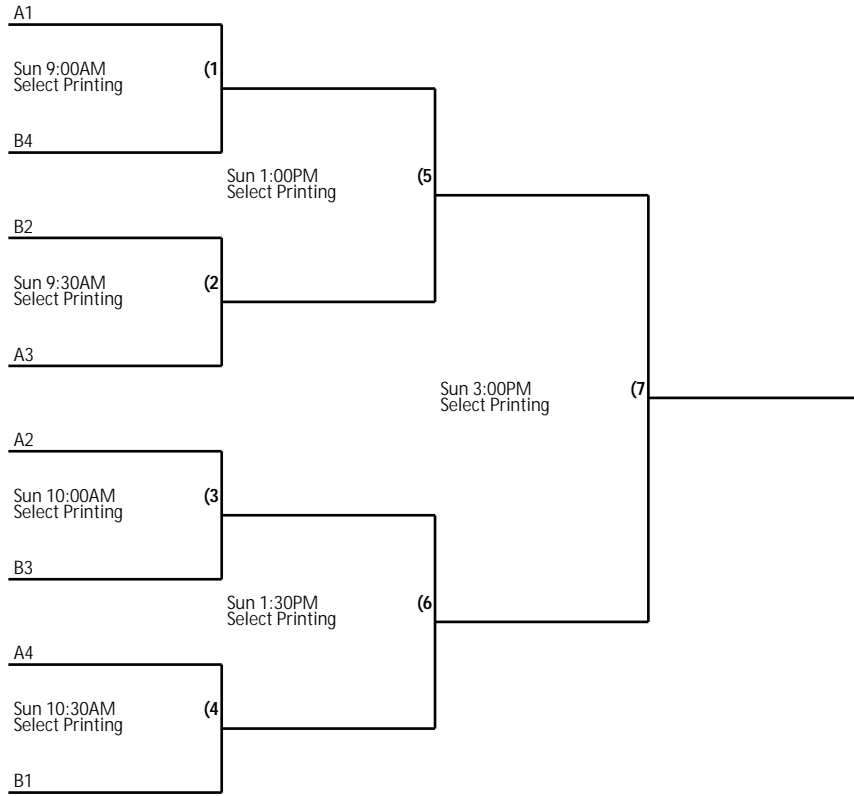 A1
Sun 9:00AM (1
Select Printing
B4
Sun 1:00PM (5
Select Printing
B2
Sun 9:30AM (2
Select Printing
A3
Sun 3:00PM (7
Select Printing
A2
Sun 10:00AM (3
Select Printing
B3
Sun 1:30PM (6
Select Printing
A4
Sun 10:30AM (4
Select Printing
B1